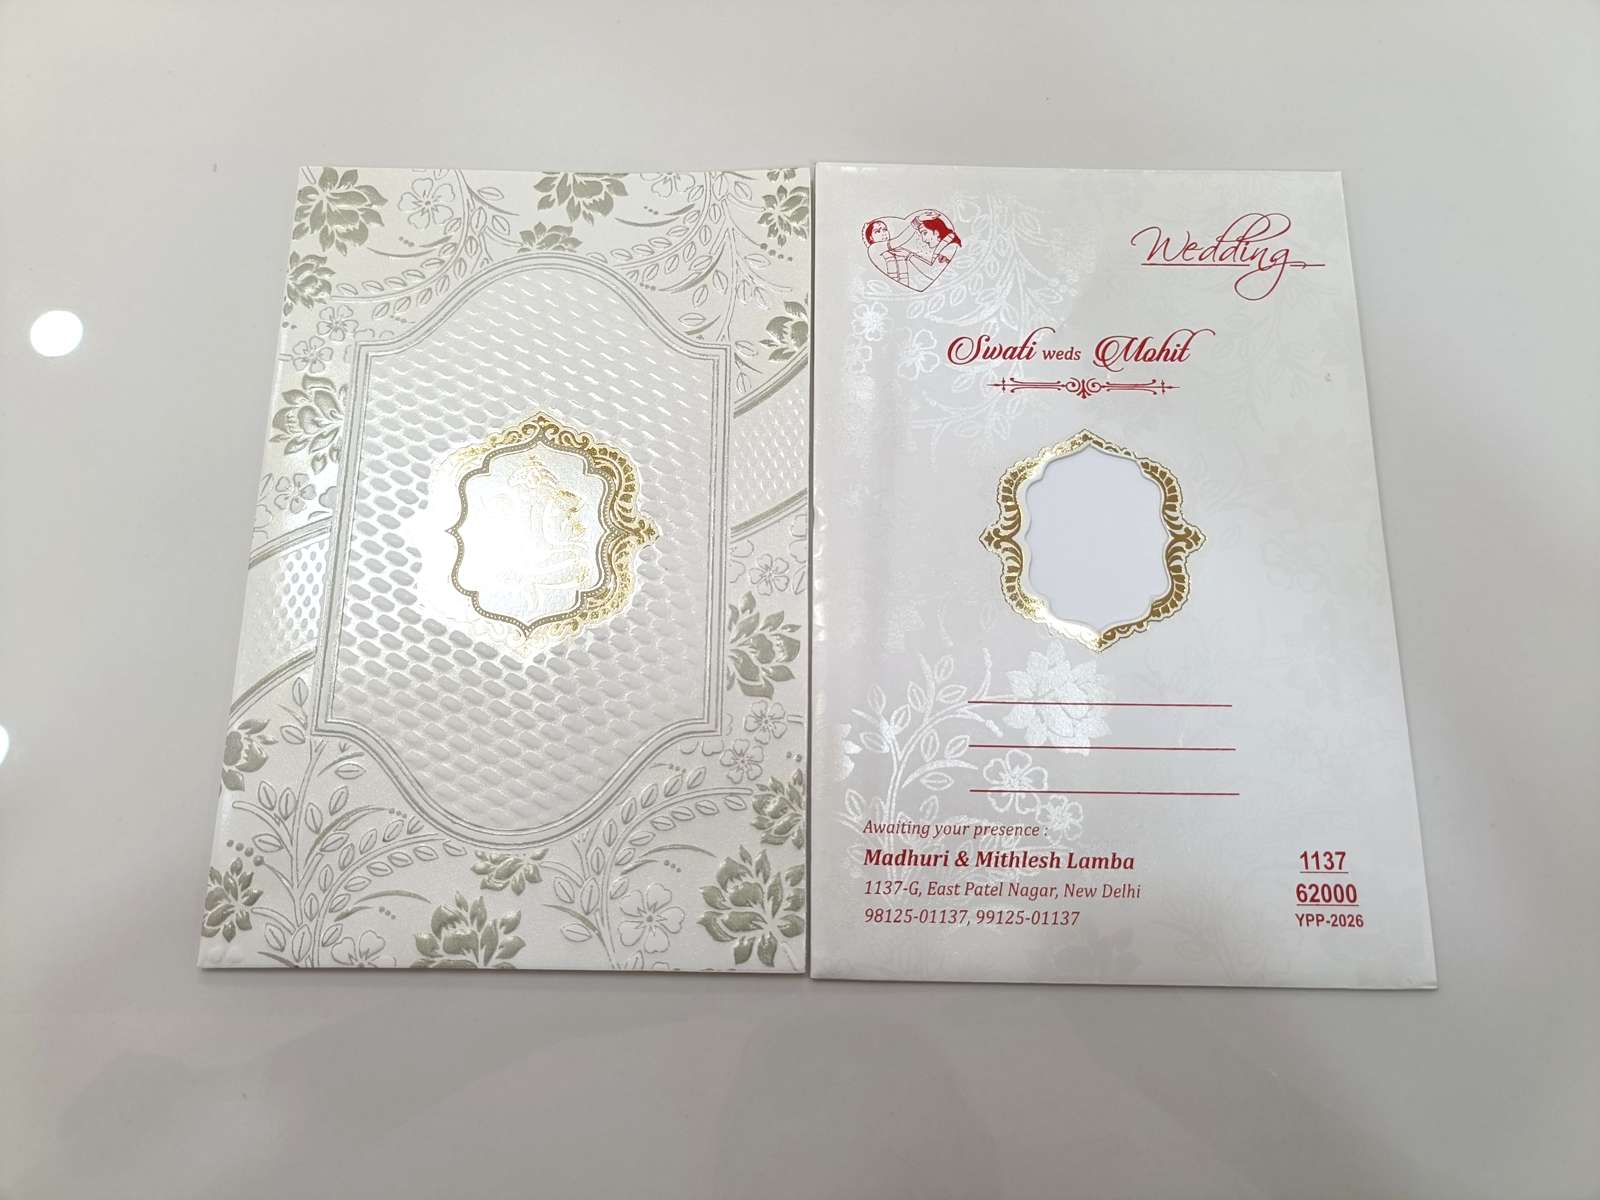 Wedding
Swati weds Mohit
Awaiting your presence :
Madhuri & Mithlesh Lamba
1137-G, East Patel Nagar, New Delhi
98125-01137, 99125-01137
1137
62000
YPP-2026